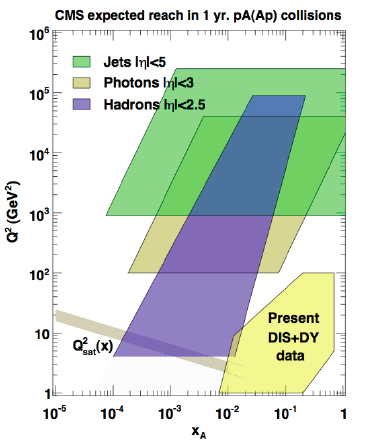 CMS expected reach in 1 yr. pA(Ap) collisions
10⁶
Jets |η|<5
Photons |η|<3
Hadrons |η|<2.5
10⁵
10⁴
10³
10²
10
1
Q² (GeV²)
Q²sat(x)
Present
DIS+DY
data
10⁻⁵ 10⁻⁴ 10⁻³ 10⁻² 10⁻¹ 1
xA